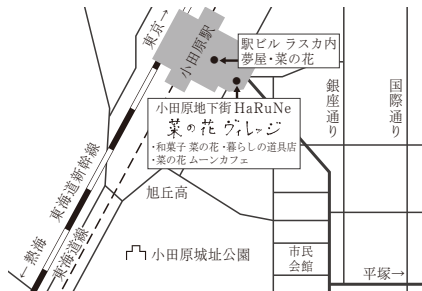 東京→
小田原駅
駅ビル ラスカ内
夢屋・菜の花
小田原地下街 HaRuNe
菜の花 ヴィレッジ
・和菓子 菜の花・暮らしの道具店
・菜の花 ムーンカフェ
銀座通り
国際通り
東海道新幹線
旭丘高
←熱海
東海道線
小田原城址公園
市民
会館
平塚→